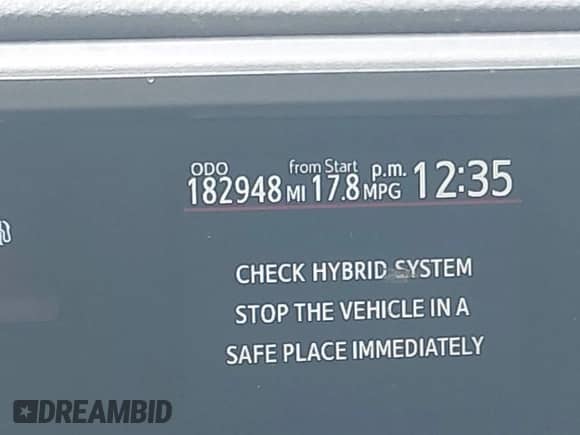 ODO from Start p.m.
182948 MI 17.8 MPG 12:35
CHECK HYBRID SYSTEM
STOP THE VEHICLE IN A
SAFE PLACE IMMEDIATELY
DREAMBID